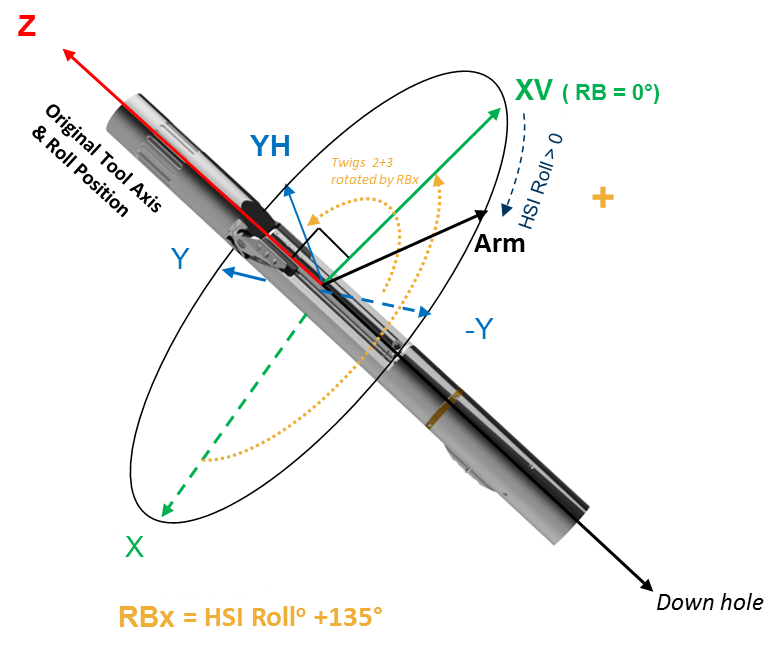 Z
XV ( RB = 0°)
Original Tool Axis
& Roll Position
YH
Twigs 2+3
rotated by RBx
HSI Roll > 0
+
Arm
Y
-Y
X
Down hole
RBx = HSI Rollº +135°